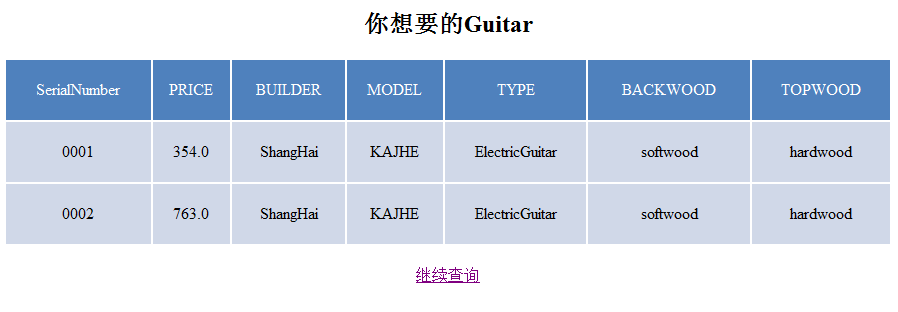 你想要的Guitar
SerialNumber PRICE BUILDER MODEL TYPE BACKWOOD TOPWOOD
0001 354.0 ShangHai KAJHE ElectricGuitar softwood hardwood
0002 763.0 ShangHai KAJHE ElectricGuitar softwood hardwood
继续查询